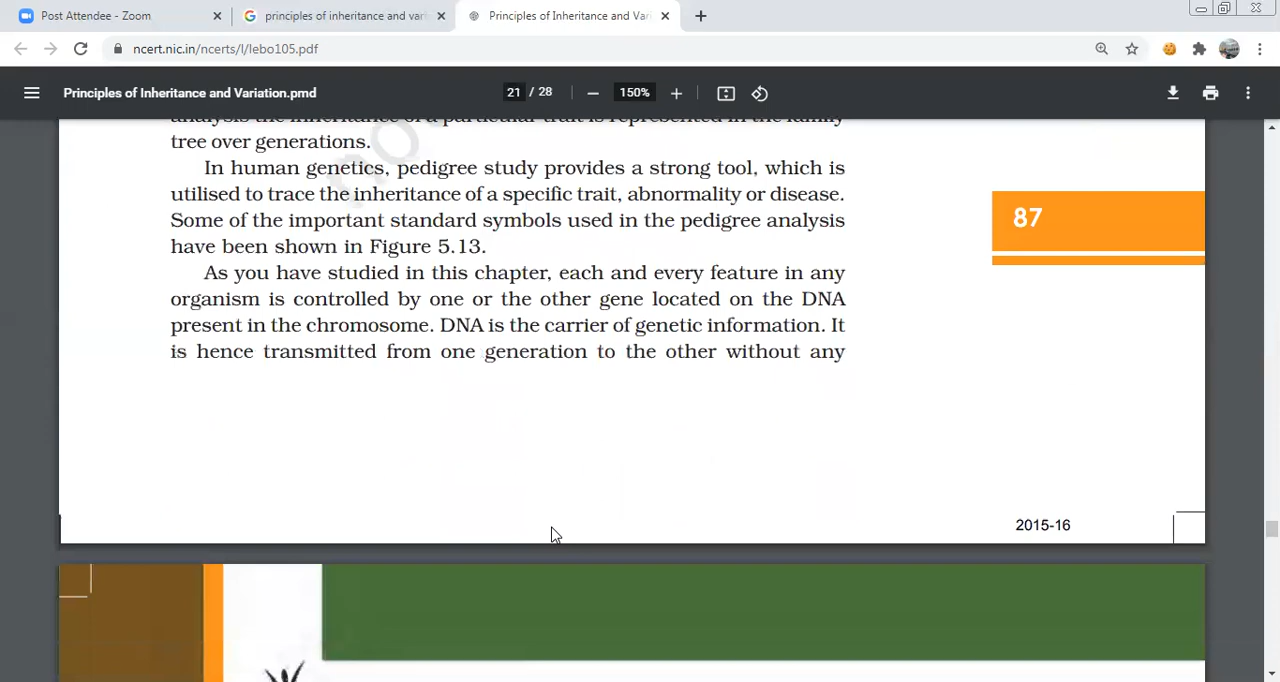 Post Attendee - Zoom
principles of inheritance and vari
Principles of Inheritance and Vari
ncert.nic.in/ncerts/l/lebo105.pdf
Principles of Inheritance and Variation.pmd
21 / 28
150%
analysis the inheritance of a particular trait is represented in the family
tree over generations.
In human genetics, pedigree study provides a strong tool, which is
utilised to trace the inheritance of a specific trait, abnormality or disease.
Some of the important standard symbols used in the pedigree analysis
have been shown in Figure 5.13.
As you have studied in this chapter, each and every feature in any
organism is controlled by one or the other gene located on the DNA
present in the chromosome. DNA is the carrier of genetic information. It
is hence transmitted from one generation to the other without any
87
2015-16
no